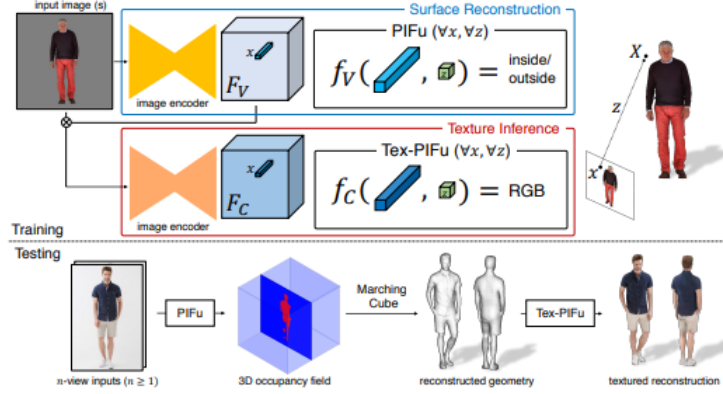 input image (s)
Surface Reconstruction
PIFu (∀x, ∀z)
x
F_V
f_V( , z) = inside/
outside
image encoder
Texture Inference
Tex-PIFu (∀x, ∀z)
x
F_C
f_C( , z) = RGB
image encoder
X
z
x
Training
Testing
PIFu
Marching
Cube
Tex-PIFu
n-view inputs (n ≥ 1)
3D occupancy field
reconstructed geometry
textured reconstruction